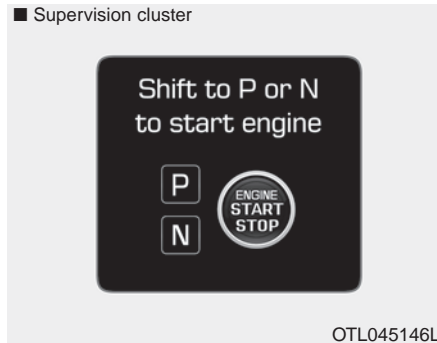 ■ Supervision cluster
Shift to P or N
to start engine
P
N
ENGINE
START
STOP
OTL045146L